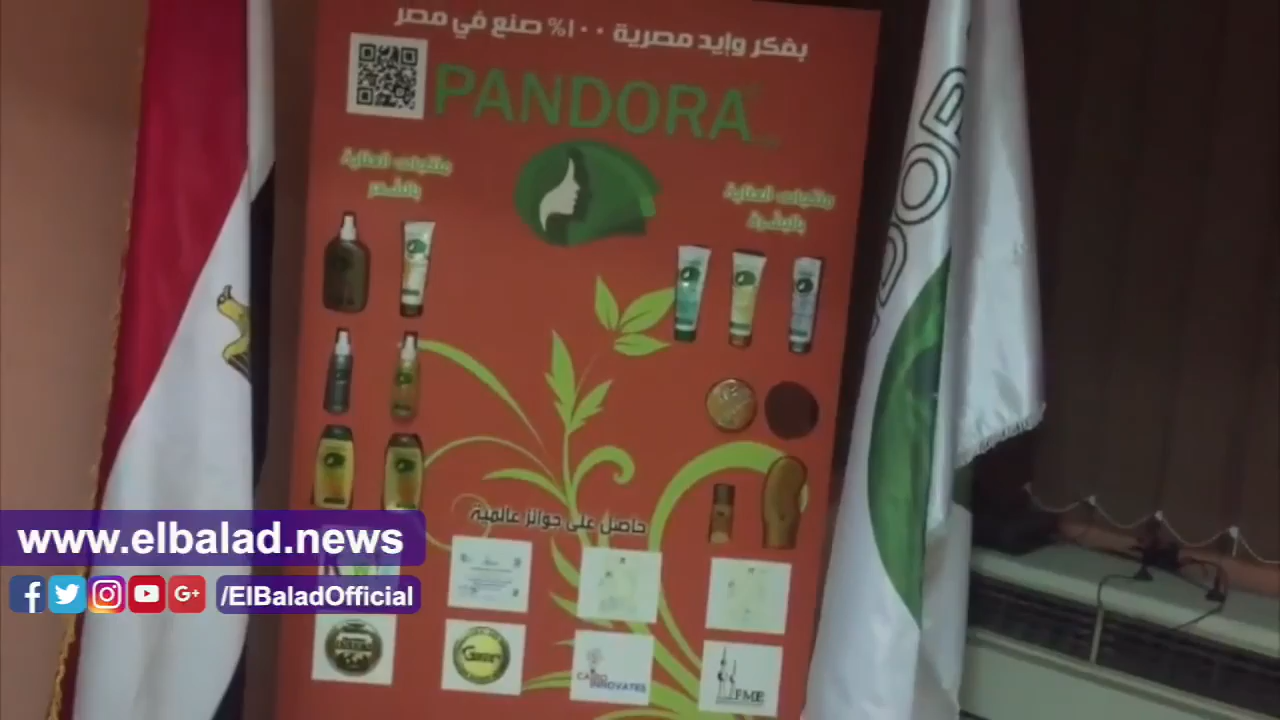 بفكر وإيد مصرية ١٠٠% صنع في مصر
PANDORA
منتجات العناية
بالشعر
منتجات العناية
بالبشرة
حاصل على جوائز عالمية
CAIRO
INNOVATES
FME
www.elbalad.news
/ElBaladOfficial